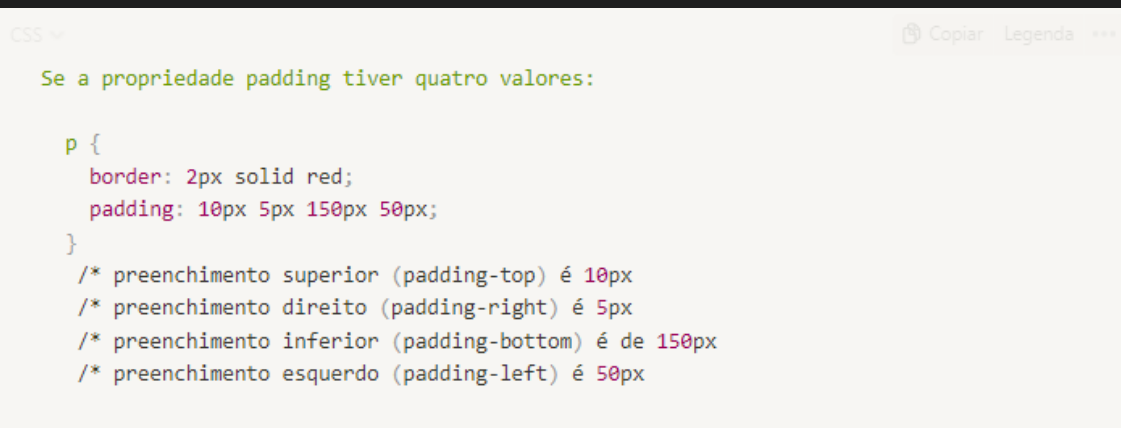 CSS
Copiar Legenda •••
Se a propriedade padding tiver quatro valores:
p {
border: 2px solid red;
padding: 10px 5px 150px 50px;
}
/* preenchimento superior (padding-top) é 10px
/* preenchimento direito (padding-right) é 5px
/* preenchimento inferior (padding-bottom) é de 150px
/* preenchimento esquerdo (padding-left) é 50px